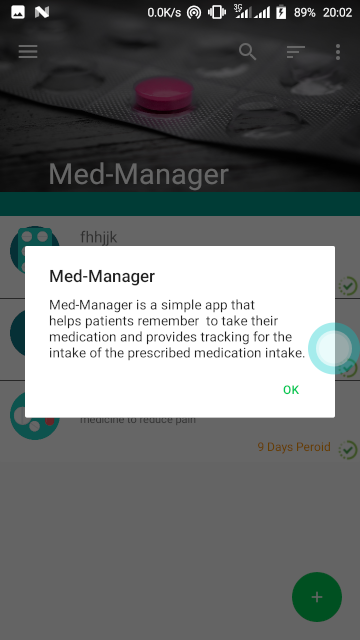 0.0K/s 3G 89% 20:02
Med-Manager
fhhjjk
Med-Manager
Med-Manager is a simple app that
helps patients remember to take their
medication and provides tracking for the
intake of the prescribed medication intake.
OK
medicine to reduce pain
9 Days Peroid